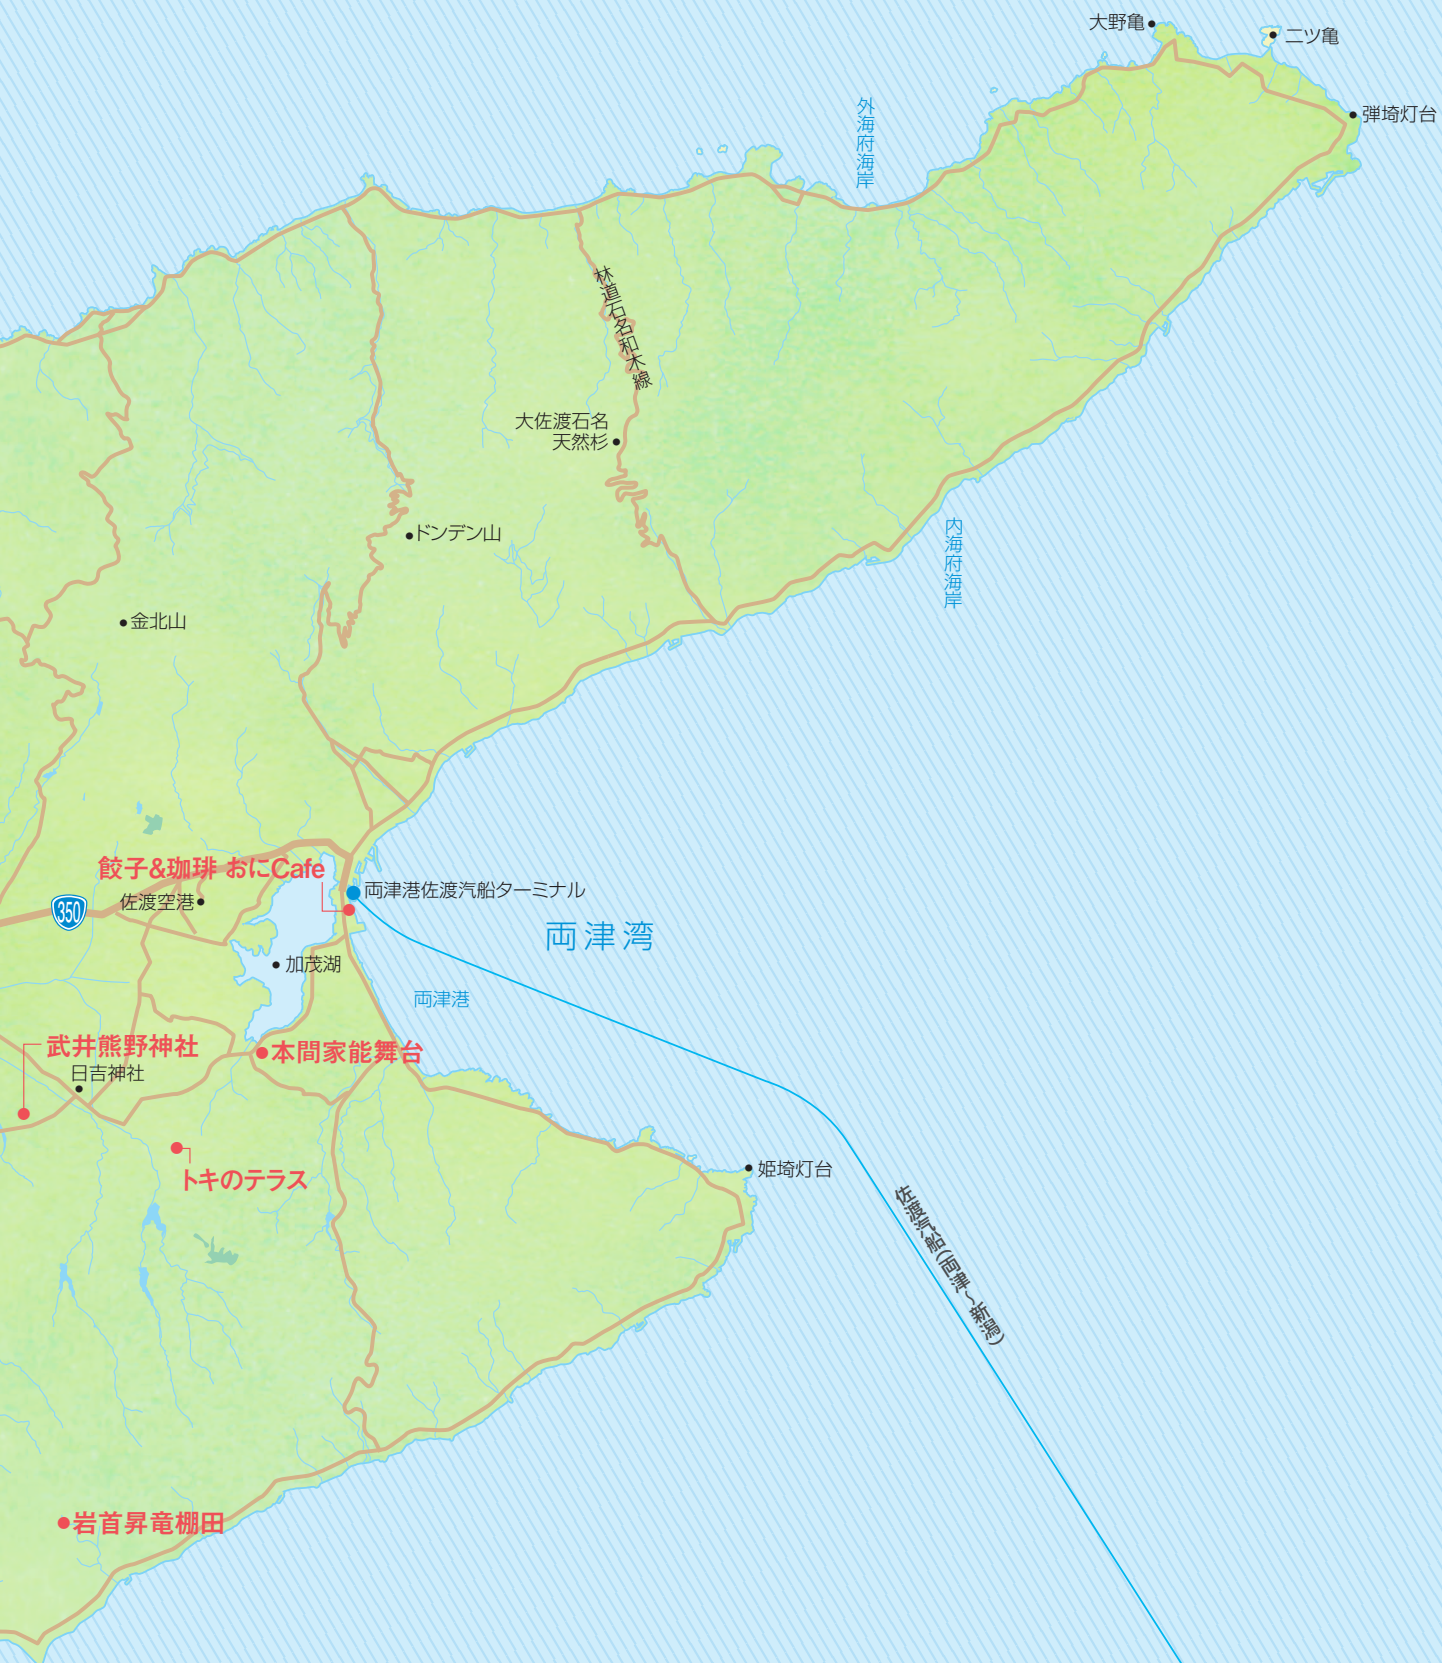 大野亀
二ツ亀
弾埼灯台
外海府海岸
林道石名和木線
大佐渡石名
天然杉
ドンデン山
内海府海岸
金北山
餃子&珈琲 おにCafe
両津港佐渡汽船ターミナル
佐渡空港
350
両津湾
加茂湖
両津港
武井熊野神社
本間家能舞台
日吉神社
姫埼灯台
トキのテラス
佐渡汽船(両津～新潟)
岩首昇竜棚田